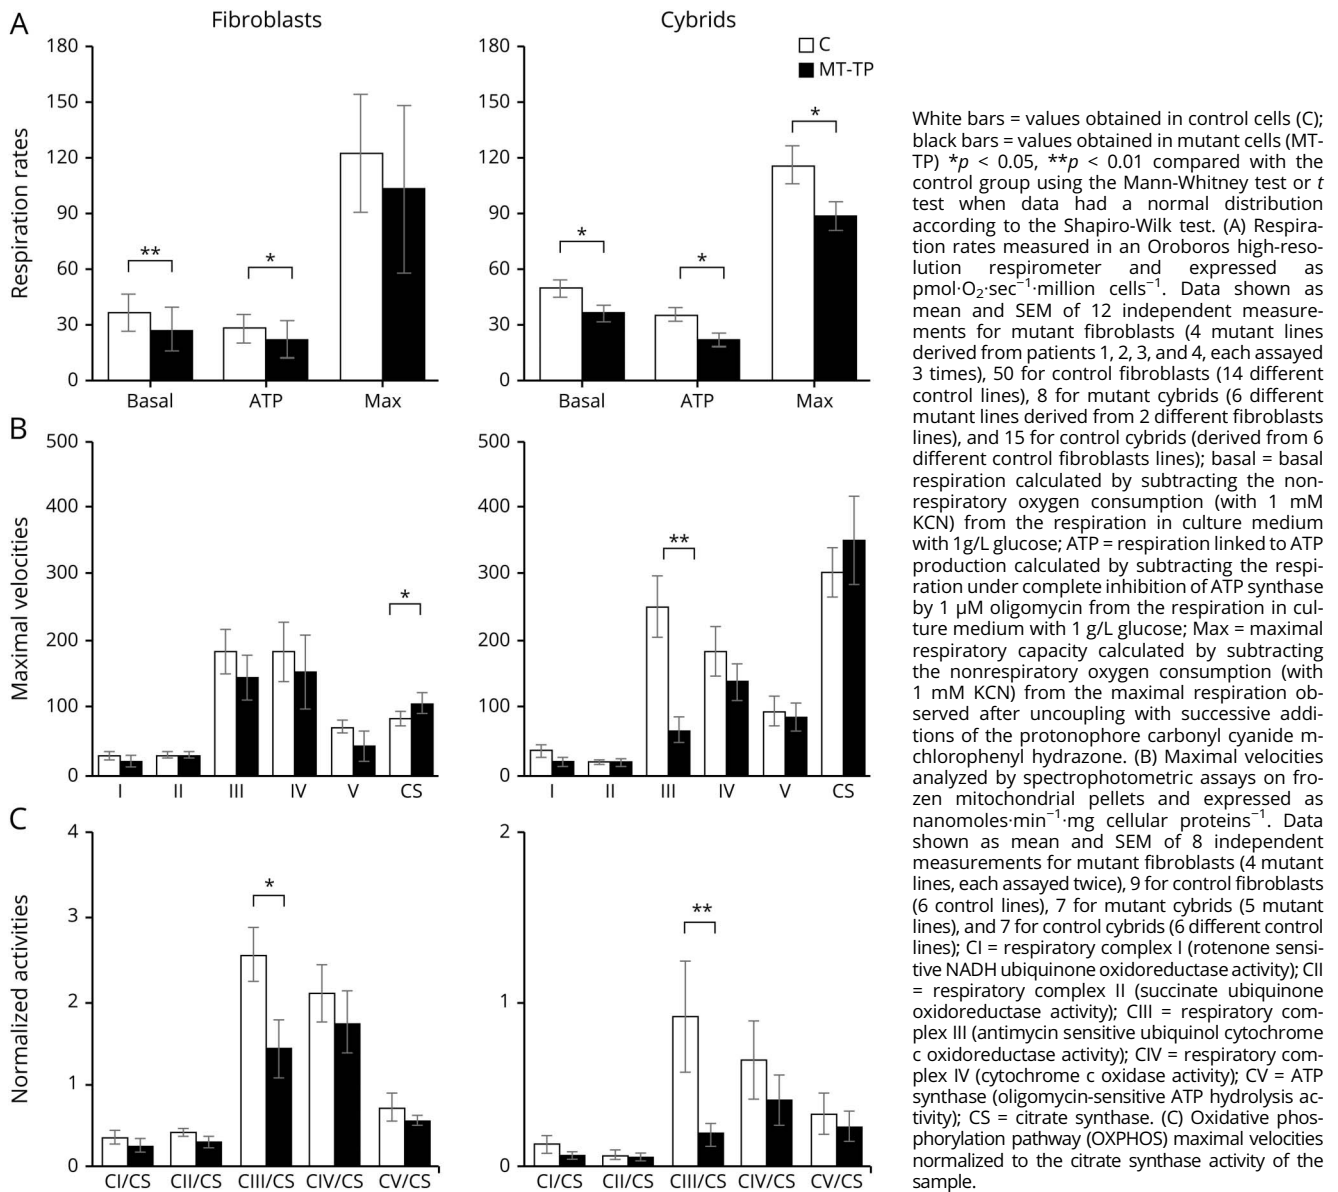 A
Fibroblasts
Cybrids
C
MT-TP
Respiration rates
180
150
120
90
60
30
0
**
*
Basal
ATP
Max
180
150
120
90
60
30
0
*
*
*
Basal
ATP
Max
B
Maximal velocities
500
400
300
200
100
0
*
I
II
III
IV
V
CS
500
400
300
200
100
0
**
I
II
III
IV
V
CS
C
Normalized activities
4
3
2
1
0
*
CI/CS
CII/CS
CIII/CS
CIV/CS
CV/CS
2
1
0
**
CI/CS
CII/CS
CIII/CS
CIV/CS
CV/CS
White bars = values obtained in control cells (C);
black bars = values obtained in mutant cells (MT-
TP) *p < 0.05, **p < 0.01 compared with the
control group using the Mann-Whitney test or t
test when data had a normal distribution
according to the Shapiro-Wilk test. (A) Respira-
tion rates measured in an Oroboros high-reso-
lution respirometer and expressed as
pmol·O₂·sec⁻¹·million cells⁻¹. Data shown as
mean and SEM of 12 independent measure-
ments for mutant fibroblasts (4 mutant lines
derived from patients 1, 2, 3, and 4, each assayed
3 times), 50 for control fibroblasts (14 different
control lines), 8 for mutant cybrids (6 different
mutant lines derived from 2 different fibroblasts
lines), and 15 for control cybrids (derived from 6
different control fibroblasts lines); basal = basal
respiration calculated by subtracting the non-
respiratory oxygen consumption (with 1 mM
KCN) from the respiration in culture medium
with 1g/L glucose; ATP = respiration linked to ATP
production calculated by subtracting the respi-
ration under complete inhibition of ATP synthase
by 1 μM oligomycin from the respiration in cul-
ture medium with 1 g/L glucose; Max = maximal
respiratory capacity calculated by subtracting
the nonrespiratory oxygen consumption (with
1 mM KCN) from the maximal respiration ob-
served after uncoupling with successive addi-
tions of the protonophore carbonyl cyanide m-
chlorophenyl hydrazone. (B) Maximal velocities
analyzed by spectrophotometric assays on fro-
zen mitochondrial pellets and expressed as
nanomoles·min⁻¹·mg cellular proteins⁻¹. Data
shown as mean and SEM of 8 independent
measurements for mutant fibroblasts (4 mutant
lines, each assayed twice), 9 for control fibroblasts
(6 control lines), 7 for mutant cybrids (5 mutant
lines), and 7 for control cybrids (6 different control
lines); CI = respiratory complex I (rotenone sensi-
tive NADH ubiquinone oxidoreductase activity); CII
= respiratory complex II (succinate ubiquinone
oxidoreductase activity); CIII = respiratory com-
plex III (antimycin sensitive ubiquinol cytochrome
c oxidoreductase activity); CIV = respiratory com-
plex IV (cytochrome c oxidase activity); CV = ATP
synthase (oligomycin-sensitive ATP hydrolysis ac-
tivity); CS = citrate synthase. (C) Oxidative phos-
phorylation pathway (OXPHOS) maximal velocities
normalized to the citrate synthase activity of the
sample.